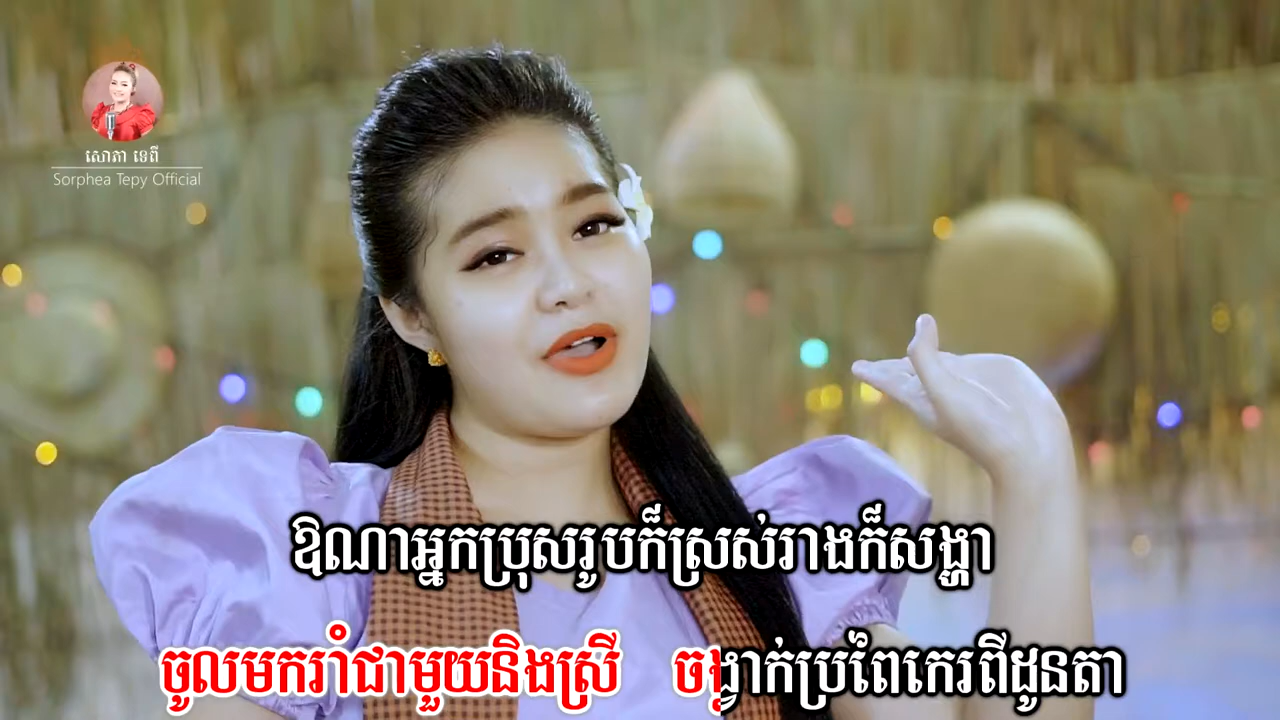 សោភា ទេពី
Sorphea Tepy Official
ឱណាអ្នកប្រុសរូបក៏ស្រស់រាងក៏សង្ហា
ចូលមករាំជាមួយនិងស្រី ចង្វាក់ប្រពៃកេរពីដូនតា